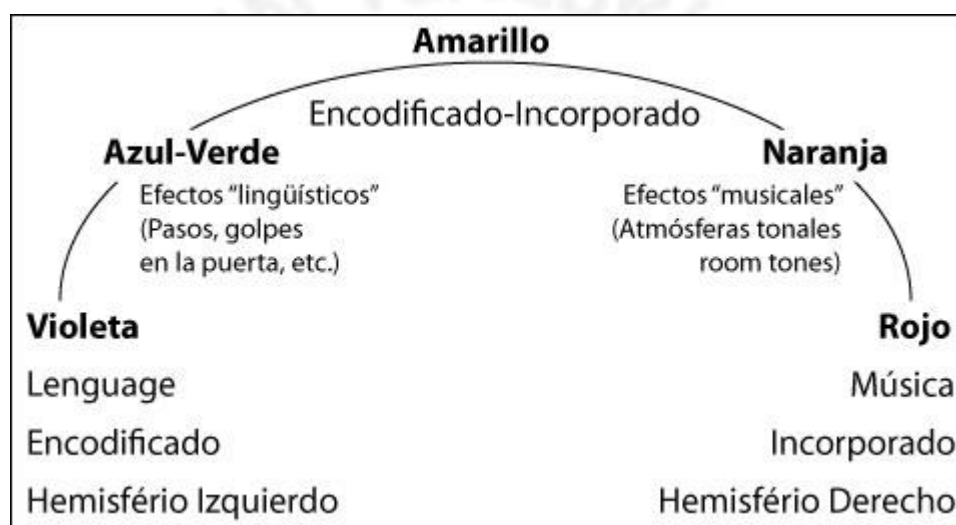 Amarillo
Encodificado-Incorporado
Azul-Verde
Naranja
Efectos “lingüísticos”
(Pasos, golpes
en la puerta, etc.)
Efectos “musicales”
(Atmósferas tonales
room tones)
Violeta
Rojo
Lenguage
Música
Encodificado
Incorporado
Hemisfério Izquierdo
Hemisfério Derecho